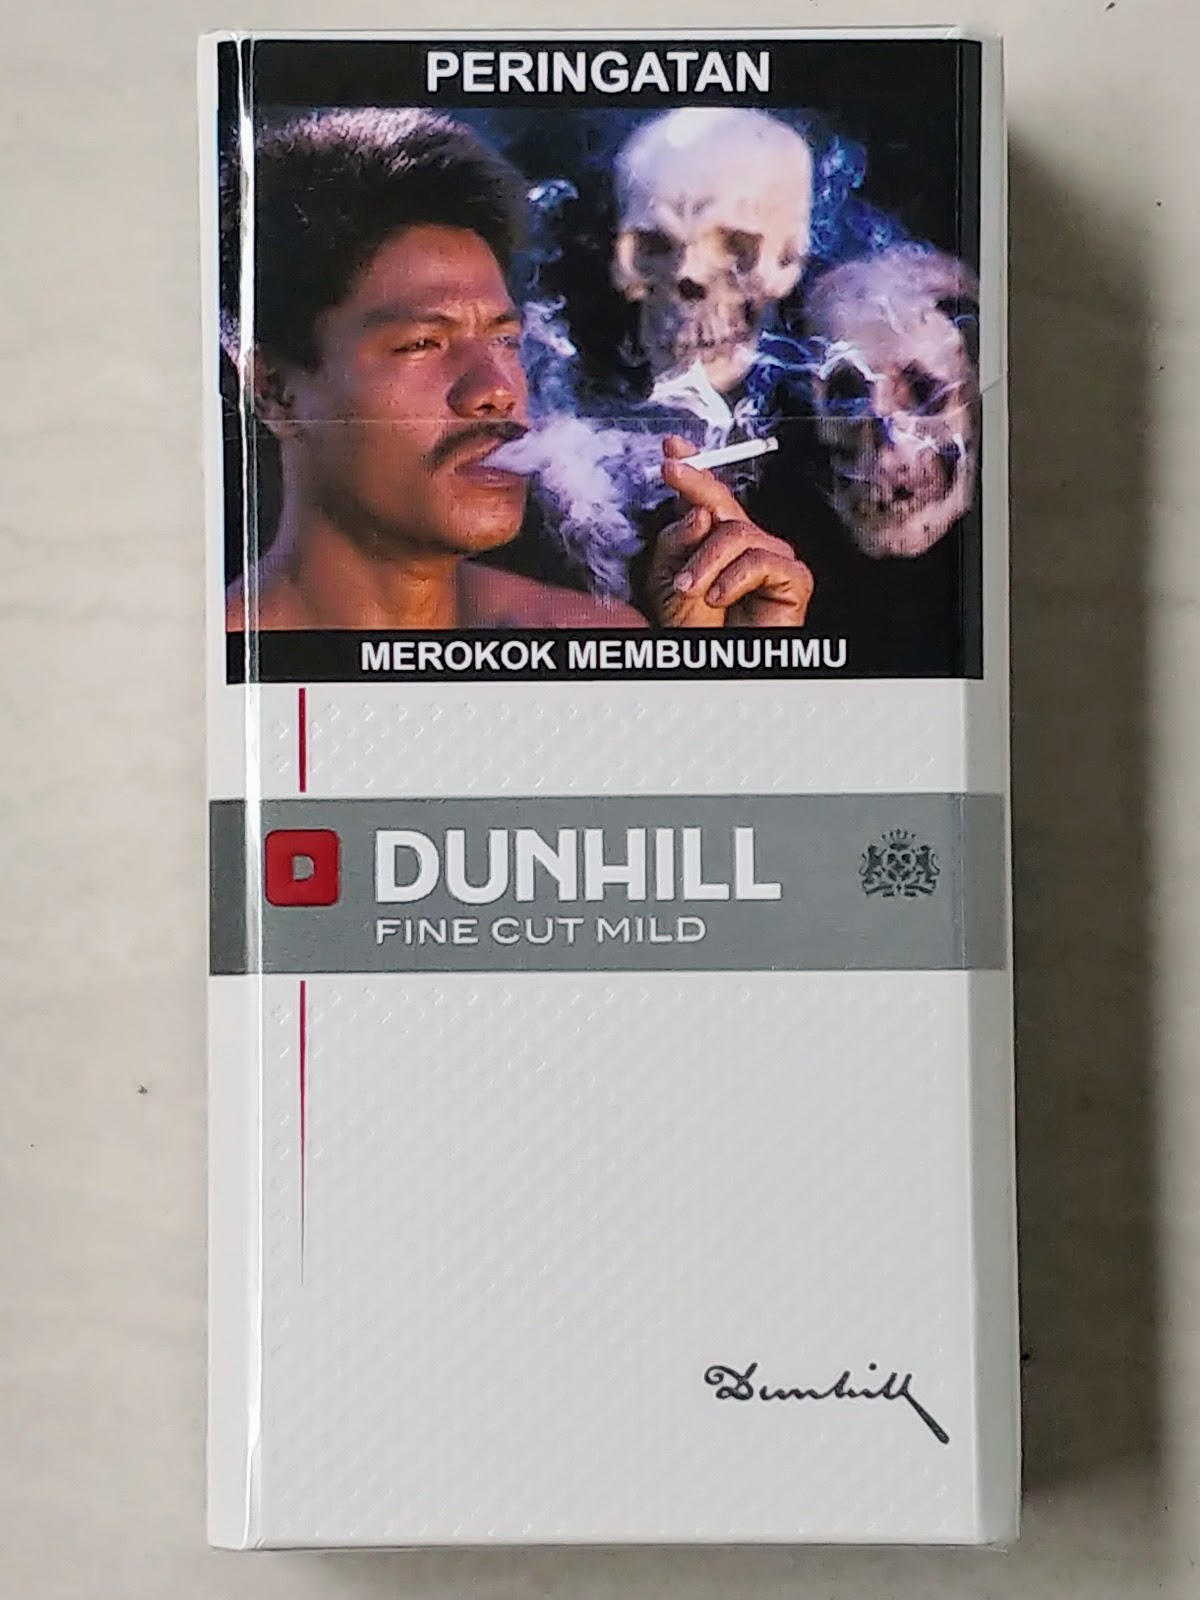 PERINGATAN
MEROKOK MEMBUNUHMU
D
DUNHILL
FINE CUT MILD
Dunhill